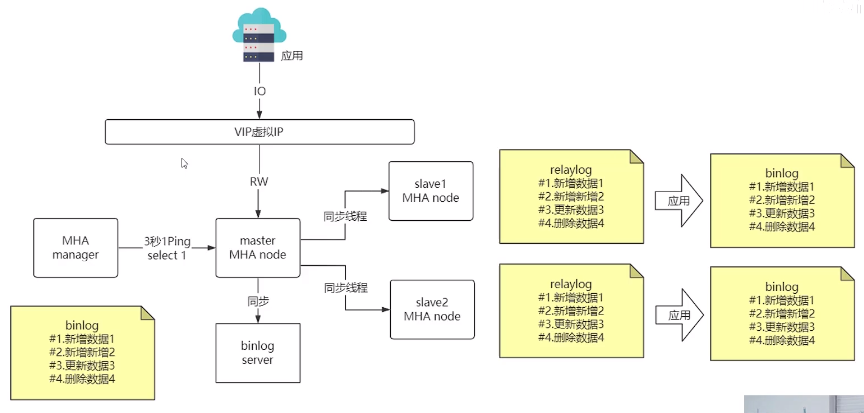 应用
IO
VIP虚拟IP
RW
slave1
MHA node
同步线程
MHA
manager
3秒1Ping
select 1
master
MHA node
同步线程
slave2
MHA node
同步
binlog
server
binlog
#1.新增数据1
#2.新增新增2
#3.更新数据3
#4.删除数据4
relaylog
#1.新增数据1
#2.新增新增2
#3.更新数据3
#4.删除数据4
应用
binlog
#1.新增数据1
#2.新增新增2
#3.更新数据3
#4.删除数据4
relaylog
#1.新增数据1
#2.新增新增2
#3.更新数据3
#4.删除数据4
应用
binlog
#1.新增数据1
#2.新增新增2
#3.更新数据3
#4.删除数据4